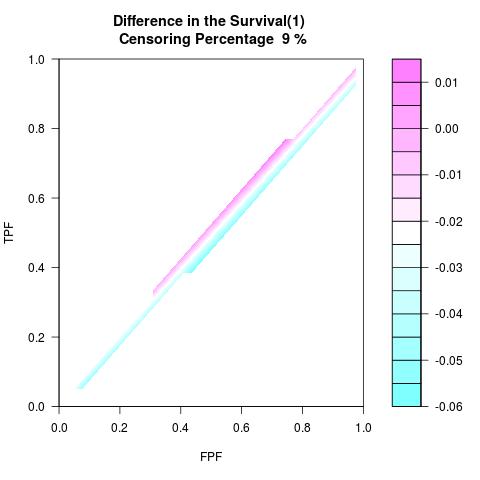 Difference in the Survival(1)
Censoring Percentage 9 %
1.0
0.8
0.6
0.4
0.2
0.0
TPF
0.0 0.2 0.4 0.6 0.8 1.0
FPF
0.01
0.00
-0.01
-0.02
-0.03
-0.04
-0.05
-0.06